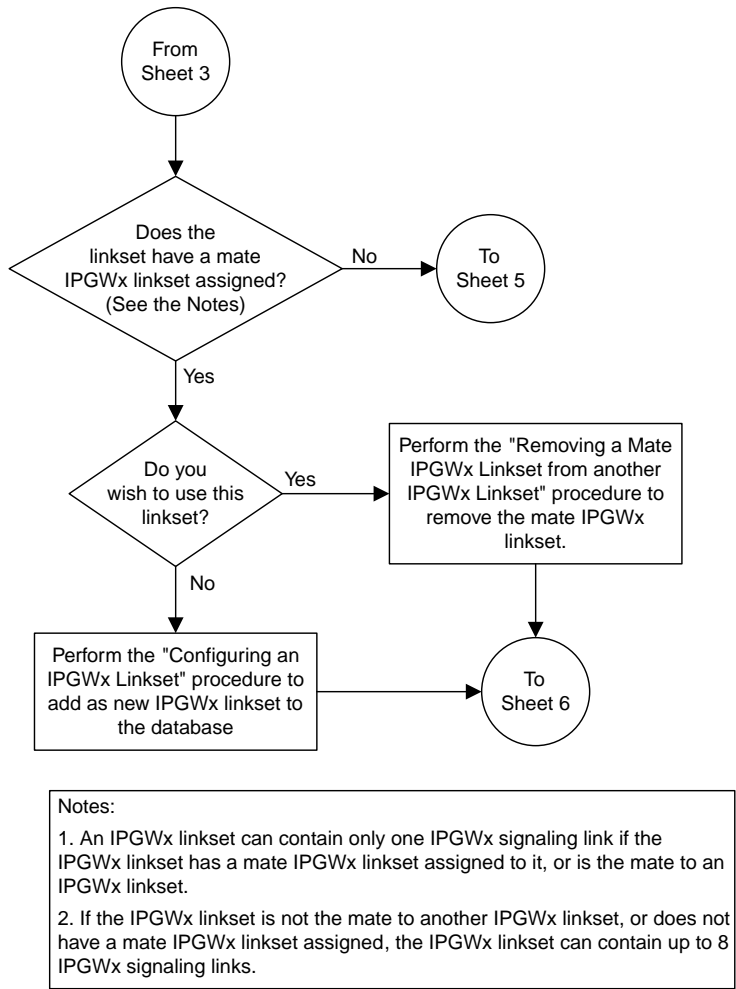 From
Sheet 3
Does the
linkset have a mate
IPGWx linkset assigned?
(See the Notes)
No
To
Sheet 5
Yes
Do you
wish to use this
linkset?
Yes
Perform the "Removing a Mate
IPGWx Linkset from another
IPGWx Linkset" procedure to
remove the mate IPGWx
linkset.
No
Perform the "Configuring an
IPGWx Linkset" procedure to
add as new IPGWx linkset to
the database
To
Sheet 6
Notes:
1. An IPGWx linkset can contain only one IPGWx signaling link if the
IPGWx linkset has a mate IPGWx linkset assigned to it, or is the mate to an
IPGWx linkset.
2. If the IPGWx linkset is not the mate to another IPGWx linkset, or does not
have a mate IPGWx linkset assigned, the IPGWx linkset can contain up to 8
IPGWx signaling links.